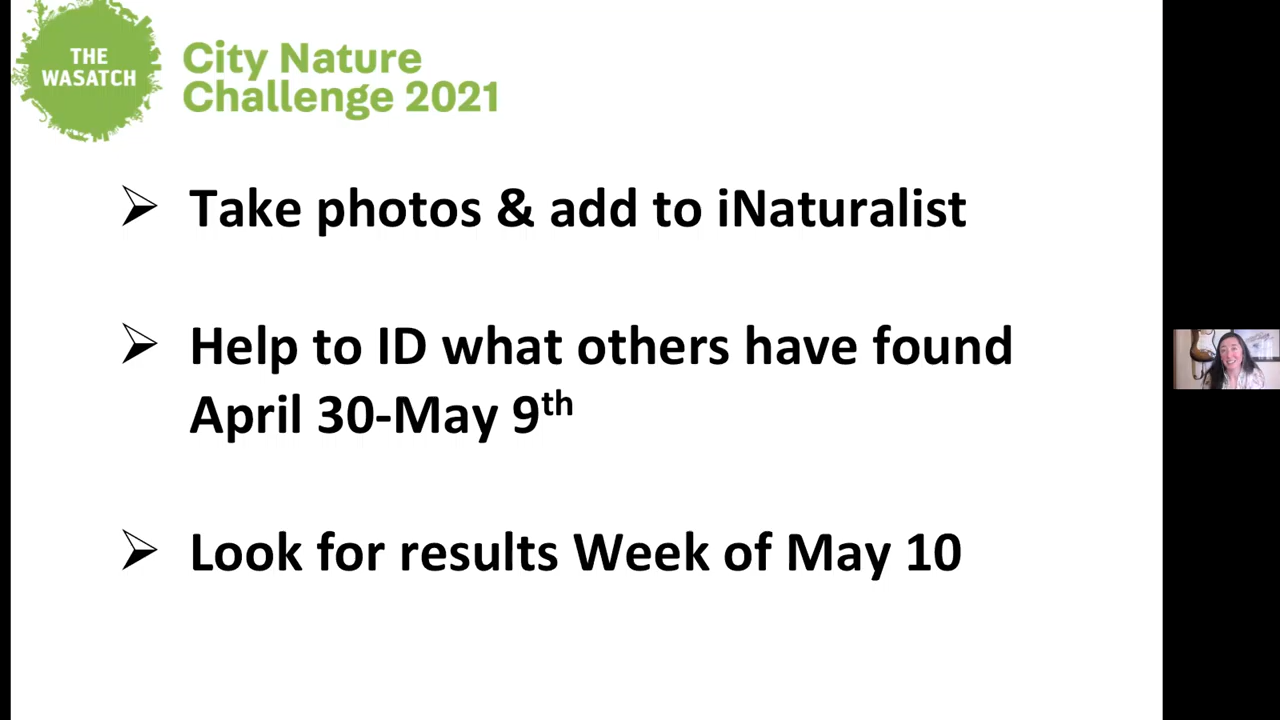 THE
WASATCH
City Nature
Challenge 2021
➢ Take photos & add to iNaturalist
➢ Help to ID what others have found
April 30-May 9th
➢ Look for results Week of May 10